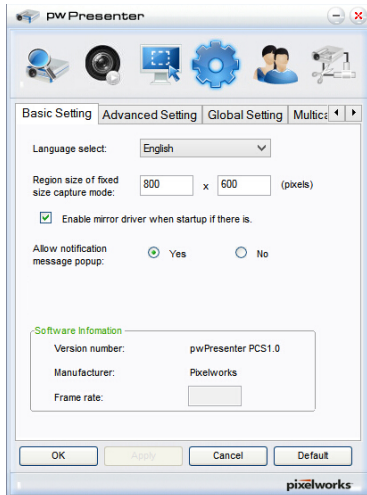 pwPresenter
Basic Setting Advanced Setting Global Setting Multica
Language select: English
Region size of fixed size capture mode: 800 x 600 (pixels)
Enable mirror driver when startup if there is.
Allow notification message popup: Yes No
Software Infomation
Version number: pwPresenter PCS1.0
Manufacturer: Pixelworks
Frame rate:
OK Apply Cancel Default
pixelworks